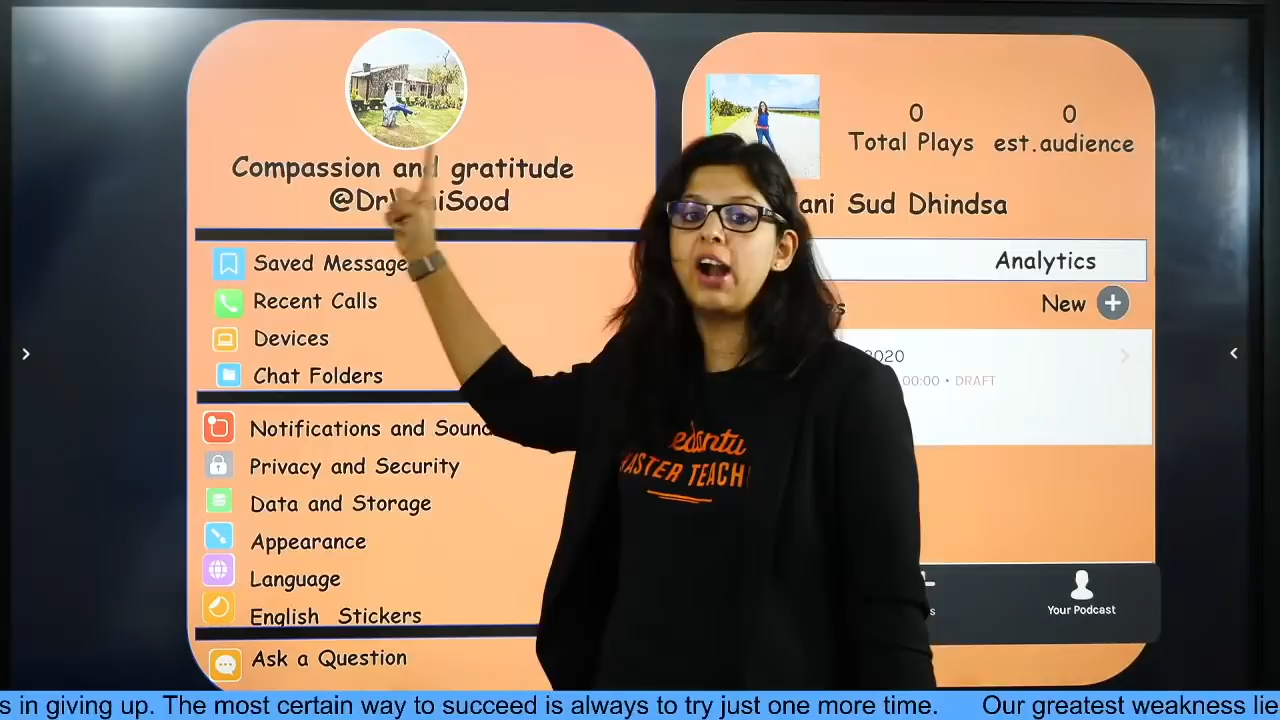 Compassion and gratitude
Saved Message
Recent Calls
Devices
Chat Folders
Notifications and Sound
Privacy and Security
Data and Storage
Appearance
Language
English Stickers
Ask a Question
0
0
Total Plays
est.audience
Sud Dhindsa
Analytics
New
2020
00:00 • DRAFT
Your Podcast
MASTER TEACH
s in giving up. The most certain way to succeed is always to try just one more time. Our greatest weakness lie